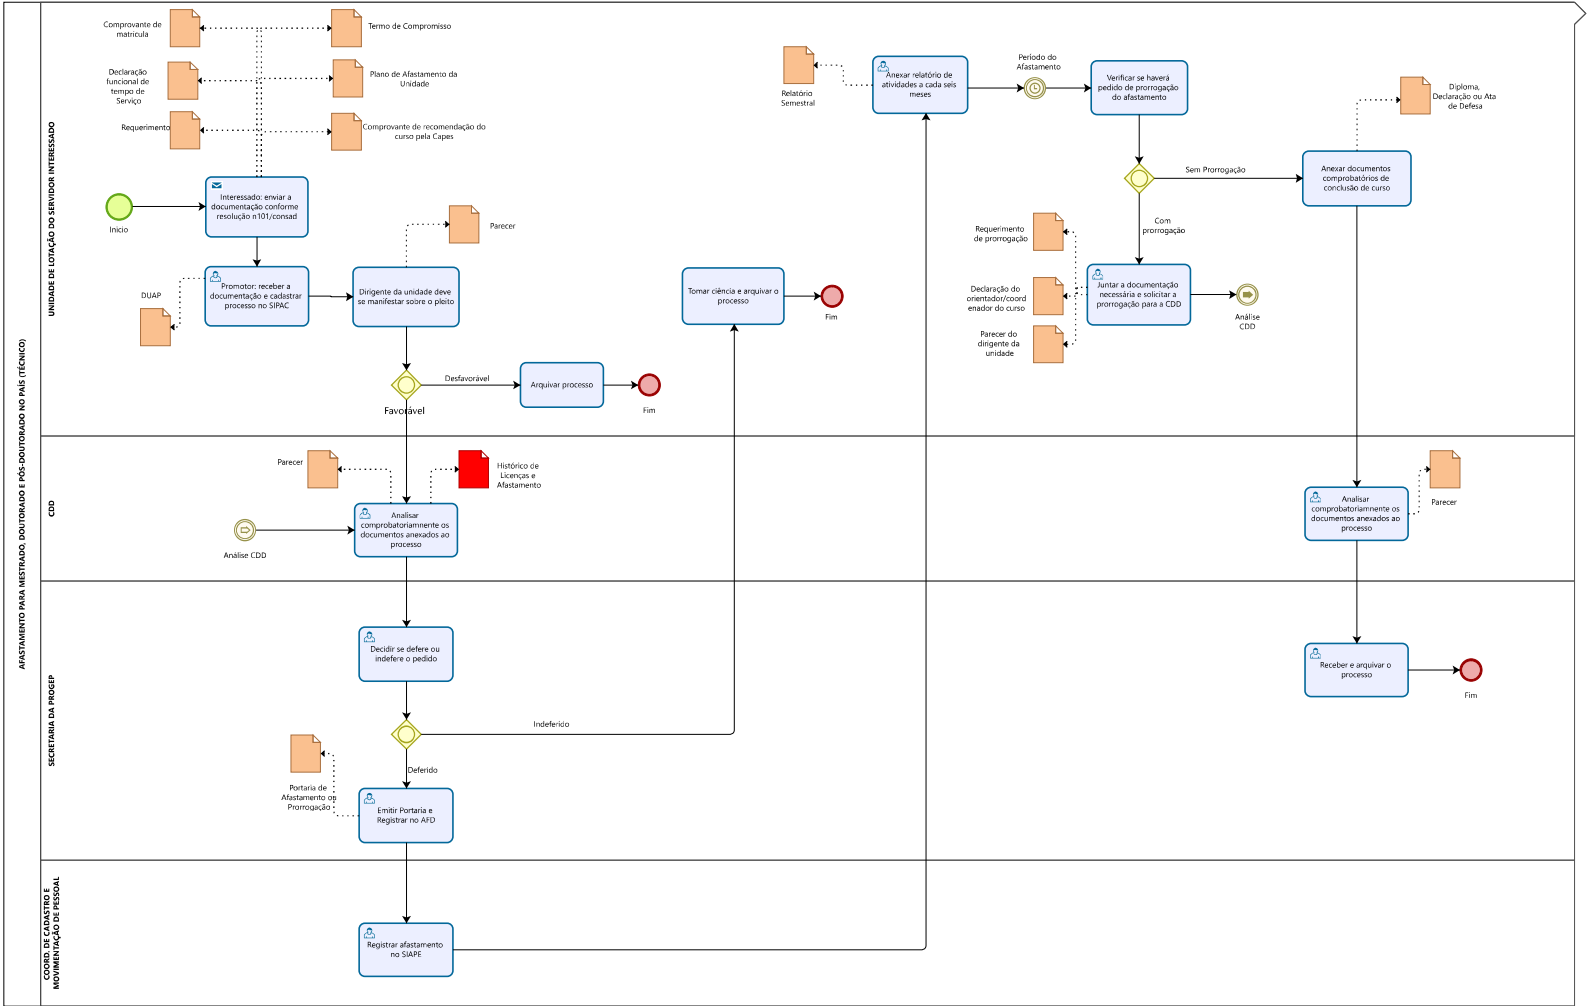 AFASTAMENTO PARA MESTRADO, DOUTORADO E PÓS-DOUTORADO NO PAÍS (TÉCNICO)
UNIDADE DE LOTAÇÃO DO SERVIDOR INTERESSADO
Comprovante de
matricula
Termo de Compromisso
Declaração
funcional de
tempo de
Serviço
Plano de Afastamento da
Unidade
Requerimento
Comprovante de recomendação do
curso pela Capes
Inicio
Interessado: enviar a
documentação conforme
resolução n101/consad
DUAP
Promotor: receber a
documentação e cadastrar
processo no SIPAC
Parecer
Dirigente da unidade deve
se manifestar sobre o pleito
Favorável
Desfavorável
Arquivar processo
Fim
Tomar ciência e arquivar o
processo
Fim
Relatório
Semestral
Anexar relatório de
atividades a cada seis
meses
Período do
Afastamento
Verificar se haverá
pedido de prorrogação
do afastamento
Sem Prorrogação
Com
prorrogação
Requerimento
de prorrogação
Declaração do
orientador/coord
enador do curso
Parecer do
dirigente da
unidade
Juntar a documentação
necessária e solicitar a
prorrogação para a CDD
Análise
CDD
Diploma,
Declaração ou Ata
de Defesa
Anexar documentos
comprobatórios de
conclusão de curso
CDD
Parecer
Histórico de
Licenças e
Afastamento
Análise CDD
Analisar
comprobatoriamnente os
documentos anexados ao
processo
Analisar
comprobatoriamnente os
documentos anexados ao
processo
Parecer
SECRETARIA DA PROGEP
Decidir se defere ou
indefere o pedido
Indeferido
Deferido
Portaria de
Afastamento ou
Prorrogação
Emitir Portaria e
Registrar no AFD
Receber e arquivar o
processo
Fim
COORD. DE CADASTRO E
MOVIMENTAÇÃO DE PESSOAL
Registrar afastamento
no SIAPE